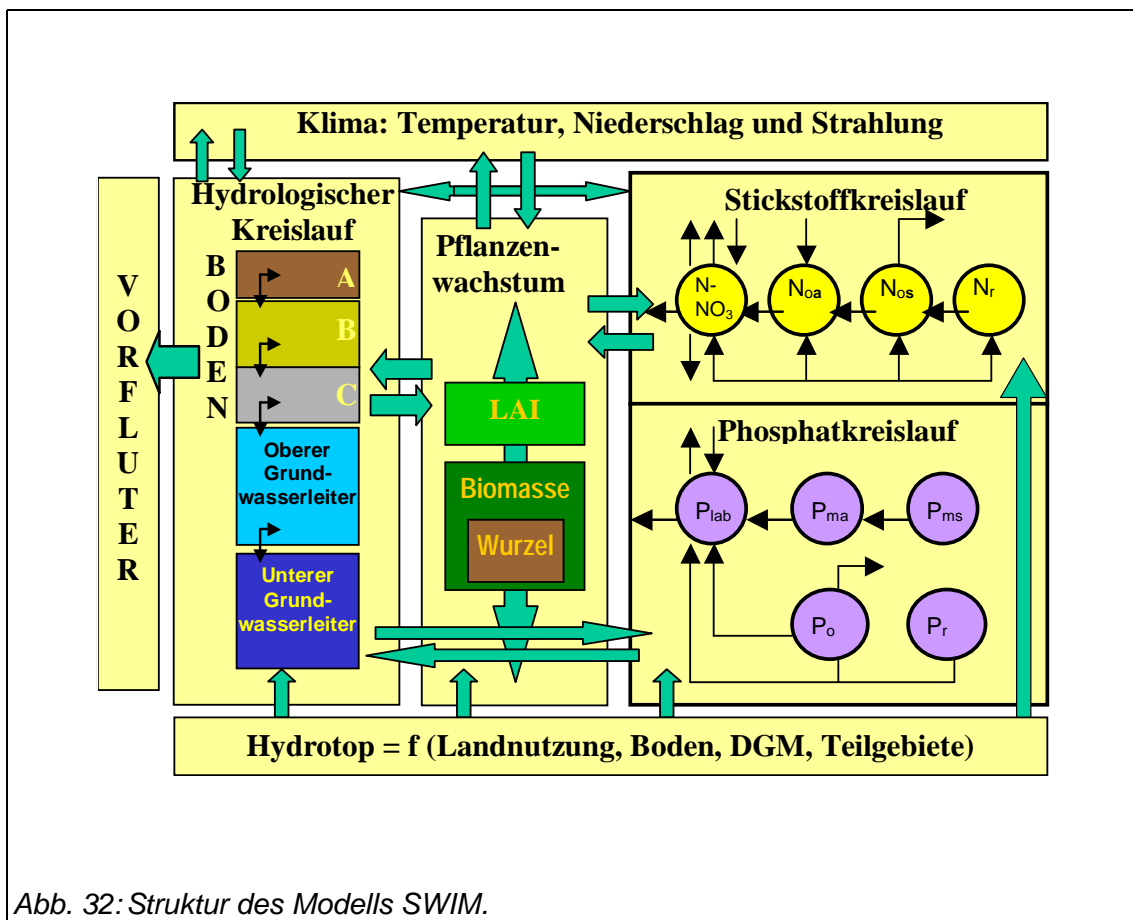 Klima: Temperatur, Niederschlag und Strahlung
VORFLUTER
Hydrologischer
Kreislauf
BODEN
A
B
C
Oberer
Grund-
wasserleiter
Unterer
Grund-
wasserleiter
Pflanzen-
wachstum
LAI
Biomasse
Wurzel
Stickstoffkreislauf
N-
NO3
Noa
Nos
Nr
Phosphatkreislauf
Plab
Pma
Pms
Po
Pr
Hydrotop = f (Landnutzung, Boden, DGM, Teilgebiete)
Abb. 32: Struktur des Modells SWIM.